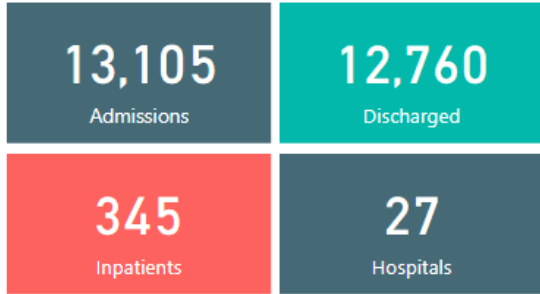 13,105
Admissions
12,760
Discharged
345
Inpatients
27
Hospitals